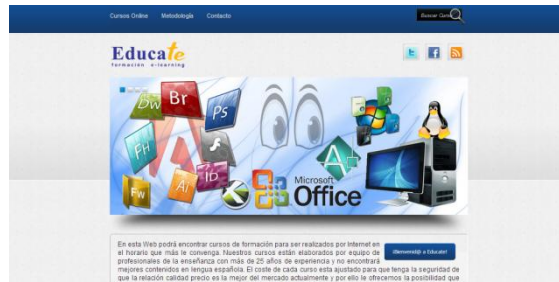 Cursos Online Metodología Contacto
Buscar Curso
Educate
formación e-learning
Dw Br Ps
FH
Fw Ai ID
A+
Microsoft
Office
En esta Web podrá encontrar cursos de formación para ser realizados por Internet en
el horario que más le convenga. Nuestros cursos están elaborados por equipo de
profesionales de la enseñanza con más de 25 años de experiencia y no encontrará
mejores contenidos en lengua española. El coste de cada curso esta ajustado para que tenga la seguridad de
que la relación calidad precio es la mejor del mercado actualmente y por ello le ofrecemos la posibilidad que
¡Bienvenid@ a Educate!